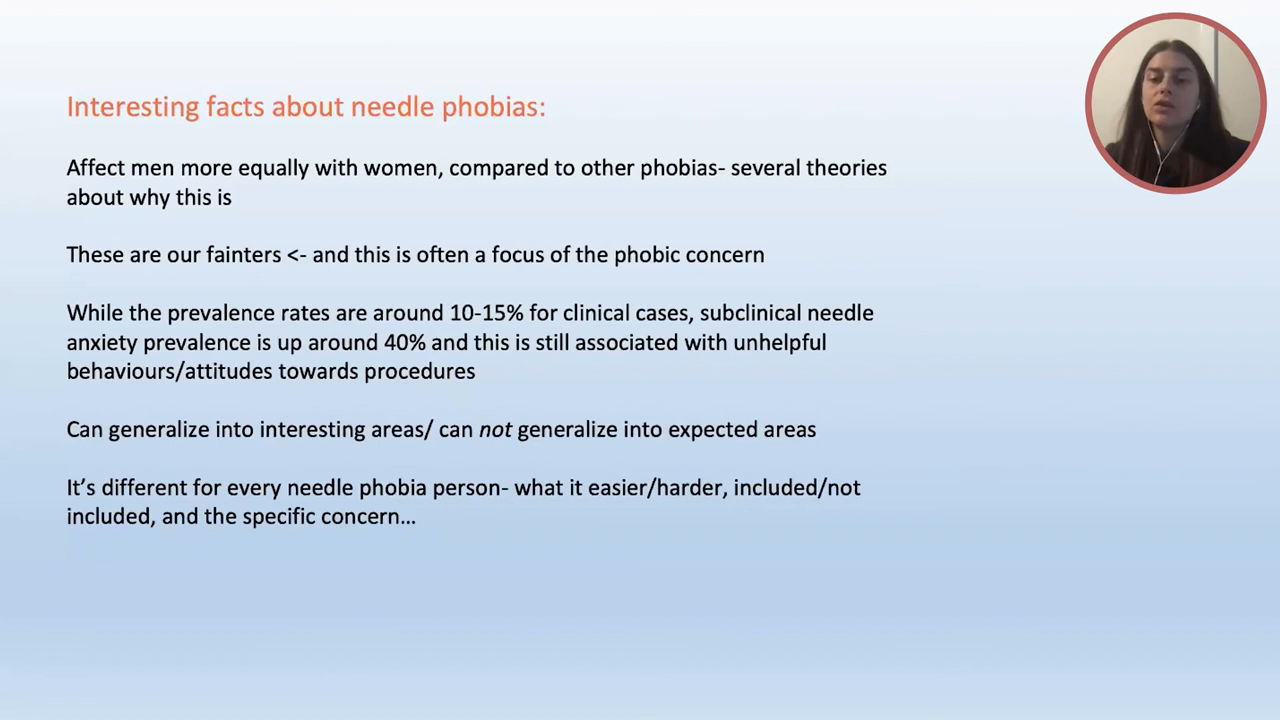 Interesting facts about needle phobias:
Affect men more equally with women, compared to other phobias- several theories
about why this is
These are our fainters <- and this is often a focus of the phobic concern
While the prevalence rates are around 10-15% for clinical cases, subclinical needle
anxiety prevalence is up around 40% and this is still associated with unhelpful
behaviours/attitudes towards procedures
Can generalize into interesting areas/ can not generalize into expected areas
It’s different for every needle phobia person- what it easier/harder, included/not
included, and the specific concern…